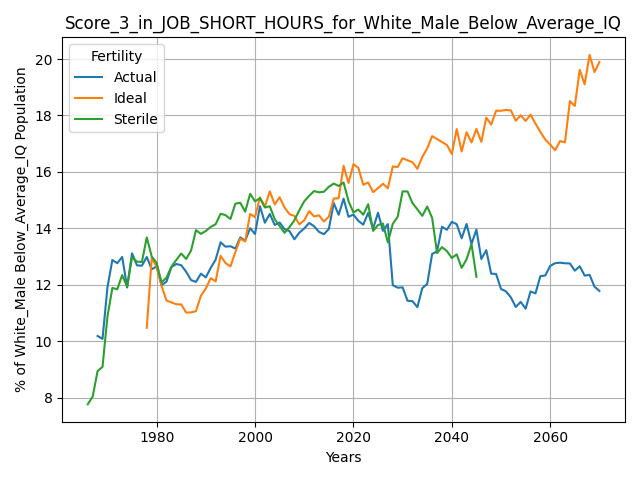 Score_3_in_JOB_SHORT_HOURS_for_White_Male_Below_Average_IQ
Fertility
Actual
Ideal
Sterile
% of White_Male Below_Average_IQ Population
20
18
16
14
12
10
8
1980
2000
2020
2040
2060
Years